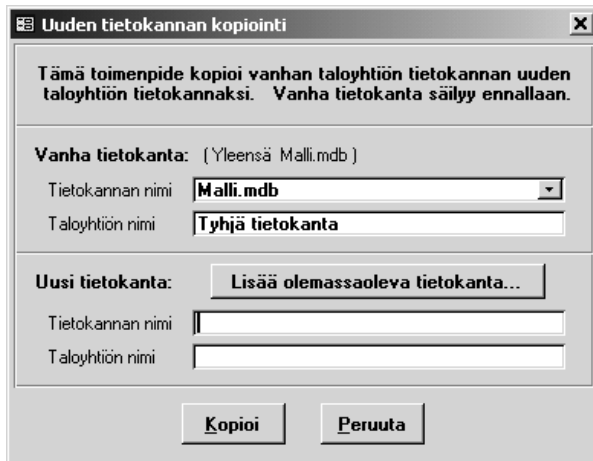 Uuden tietokannan kopiointi
Tämä toimenpide kopioi vanhan taloyhtiön tietokannan uuden
taloyhtiön tietokannaksi. Vanha tietokanta säilyy ennallaan.
Vanha tietokanta: (Yleensä Malli.mdb)
Tietokannan nimi Malli.mdb
Taloyhtiön nimi Tyhjä tietokanta
Uusi tietokanta: Lisää olemassaoleva tietokanta...
Tietokannan nimi
Taloyhtiön nimi
Kopioi Peruuta